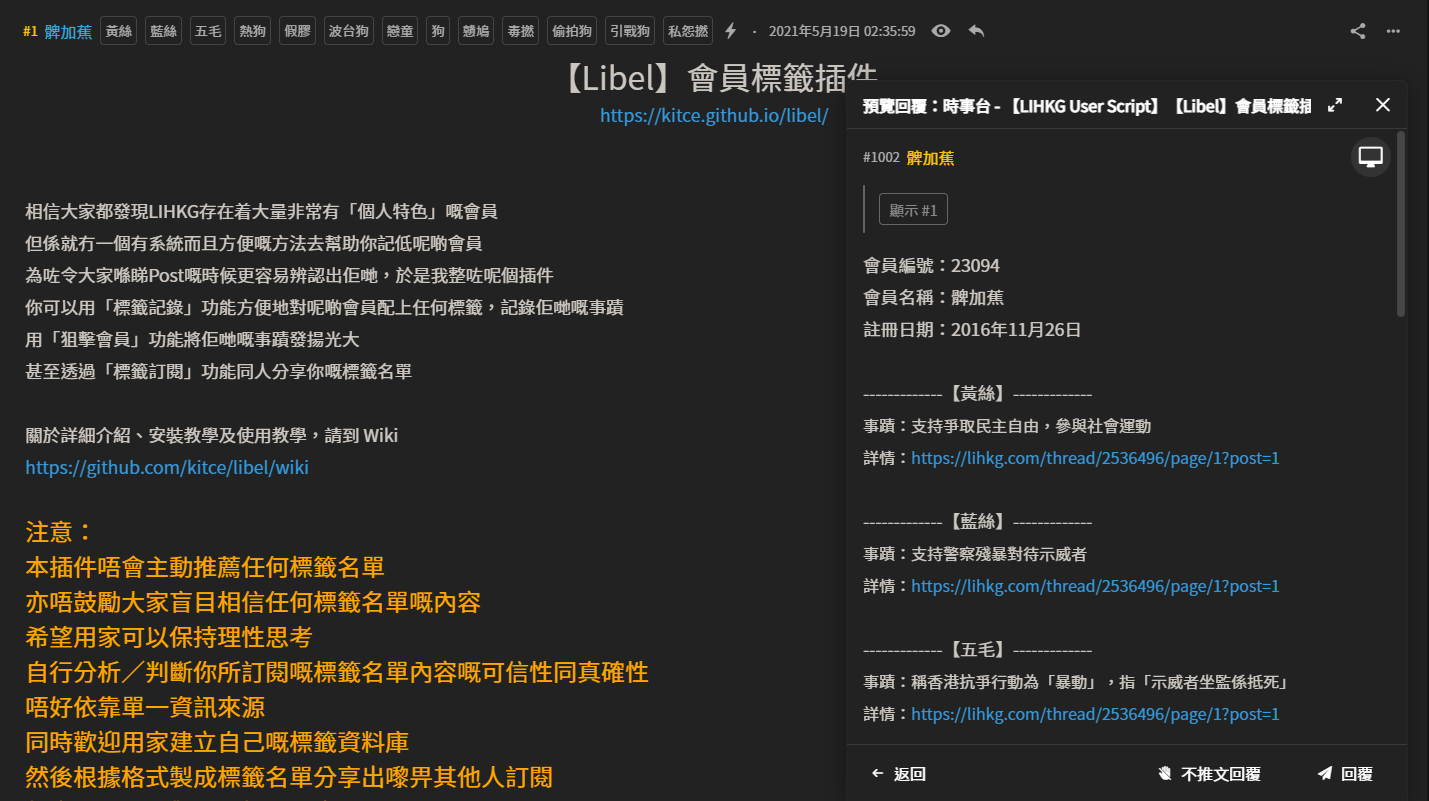 #1 髀加蕉 黃絲 藍絲 五毛 熱狗 假膠 波台狗 戀童 狗 戇鳩 毒撚 偷拍狗 引戰狗 私怨撚 · 2021年5月19日 02:35:59
【Libel】會員標籤插件
https://kitce.github.io/libel/
相信大家都發現LIHKG存在着大量非常有「個人特色」嘅會員
但係就冇一個有系統而且方便嘅方法去幫助你記低呢啲會員
為咗令大家喺睇Post嘅時候更容易辨認出佢哋，於是我整咗呢個插件
你可以用「標籤記錄」功能方便地對呢啲會員配上任何標籤，記錄佢哋嘅事蹟
用「狙擊會員」功能將佢哋嘅事蹟發揚光大
甚至透過「標籤訂閱」功能同人分享你嘅標籤名單
關於詳細介紹、安裝教學及使用教學，請到 Wiki
https://github.com/kitce/libel/wiki
注意：
本插件唔會主動推薦任何標籤名單
亦唔鼓勵大家盲目相信任何標籤名單嘅內容
希望用家可以保持理性思考
自行分析／判斷你所訂閱嘅標籤名單內容嘅可信性同真確性
唔好依靠單一資訊來源
同時歡迎用家建立自己嘅標籤資料庫
然後根據格式製成標籤名單分享出嚟畀其他人訂閱
預覽回覆：時事台 - 【LIHKG User Script】【Libel】會員標籤插
#1002 髀加蕉
顯示 #1
會員編號：23094
會員名稱：髀加蕉
註冊日期：2016年11月26日
-------------【黃絲】-------------
事蹟：支持爭取民主自由，參與社會運動
詳情：https://lihkg.com/thread/2536496/page/1?post=1
-------------【藍絲】-------------
事蹟：支持警察殘暴對待示威者
詳情：https://lihkg.com/thread/2536496/page/1?post=1
-------------【五毛】-------------
事蹟：稱香港抗爭行動為「暴動」，指「示威者坐監係抵死」
詳情：https://lihkg.com/thread/2536496/page/1?post=1
返回 不推文回覆 回覆